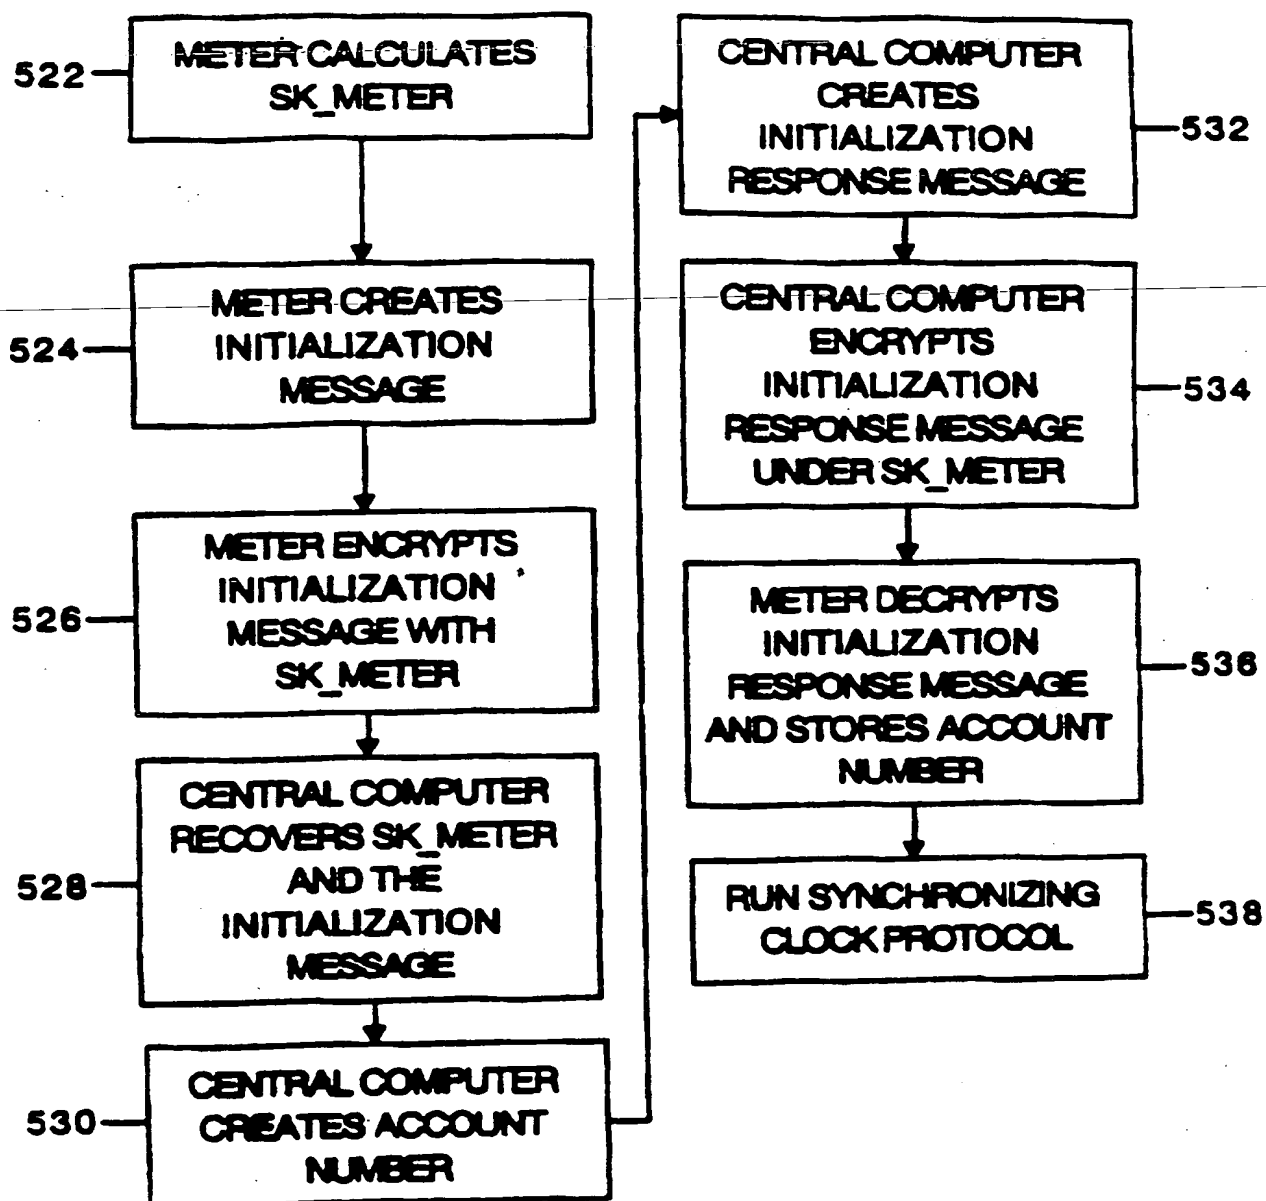 522
METER CALCULATES
SK_METER
524
METER CREATES
INITIALIZATION
MESSAGE
526
METER ENCRYPTS
INITIALIZATION
MESSAGE WITH
SK_METER
528
CENTRAL COMPUTER
RECOVERS SK_METER
AND THE
INITIALIZATION
MESSAGE
530
CENTRAL COMPUTER
CREATES ACCOUNT
NUMBER
CENTRAL COMPUTER
CREATES
INITIALIZATION
RESPONSE MESSAGE
532
CENTRAL COMPUTER
ENCRYPTS
INITIALIZATION
RESPONSE MESSAGE
UNDER SK_METER
534
METER DECRYPTS
INITIALIZATION
RESPONSE MESSAGE
AND STORES ACCOUNT
NUMBER
536
RUN SYNCHRONIZING
CLOCK PROTOCOL
538